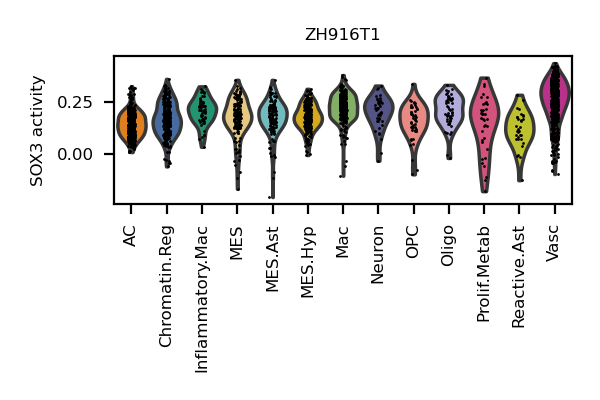 ZH916T1
SOX3 activity
0.25
0.00
AC
Chromatin.Reg
Inflammatory.Mac
MES
MES.Ast
MES.Hyp
Mac
Neuron
OPC
Oligo
Prolif.Metab
Reactive.Ast
Vasc